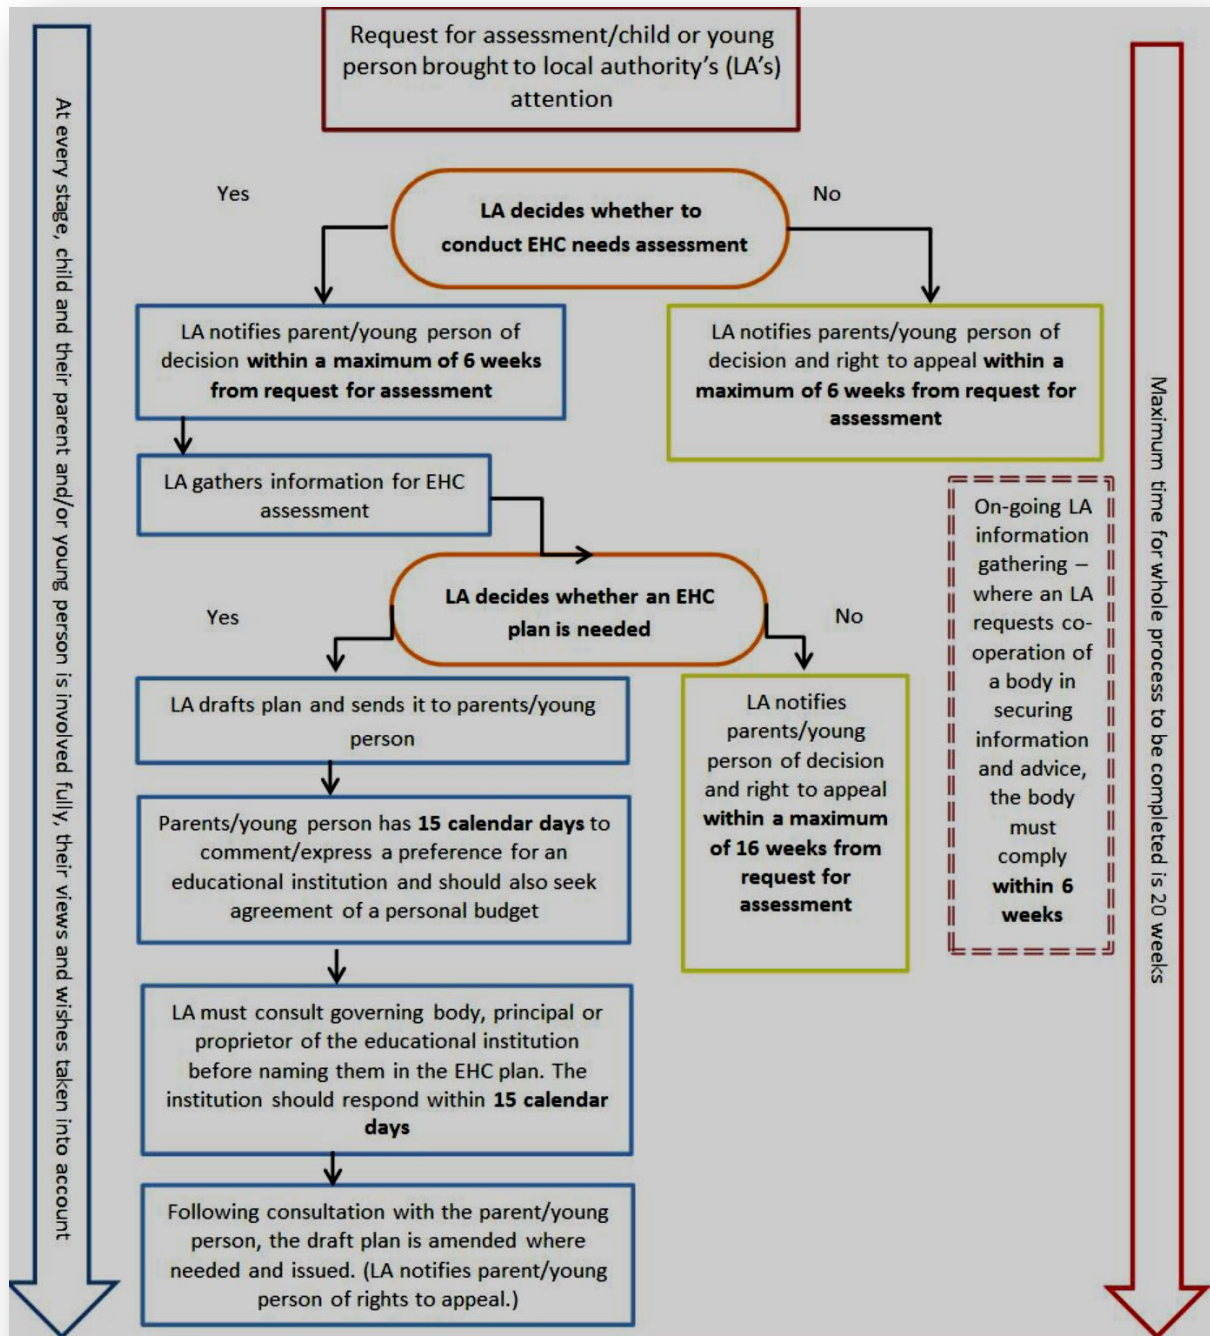 Request for assessment/child or young
person brought to local authority's (LA's)
attention
At every stage, child and their parent and/or young person is involved fully, their views and wishes taken into account
Maximum time for whole process to be completed is 20 weeks
Yes
LA decides whether to
conduct EHC needs assessment
No
LA notifies parent/young person of
decision within a maximum of 6 weeks
from request for assessment
LA notifies parents/young person of
decision and right to appeal within a
maximum of 6 weeks from request for
assessment
LA gathers information for EHC
assessment
On-going LA
information
gathering –
where an LA
requests co-
operation of
a body in
securing
information
and advice,
the body
must
comply
within 6
weeks
Yes
LA decides whether an EHC
plan is needed
No
LA drafts plan and sends it to parents/young
person
LA notifies
parents/young
person of decision
and right to appeal
within a maximum
of 16 weeks from
request for
assessment
Parents/young person has 15 calendar days to
comment/express a preference for an
educational institution and should also seek
agreement of a personal budget
LA must consult governing body, principal or
proprietor of the educational institution
before naming them in the EHC plan. The
institution should respond within 15 calendar
days
Following consultation with the parent/young
person, the draft plan is amended where
needed and issued. (LA notifies parent/young
person of rights to appeal.)